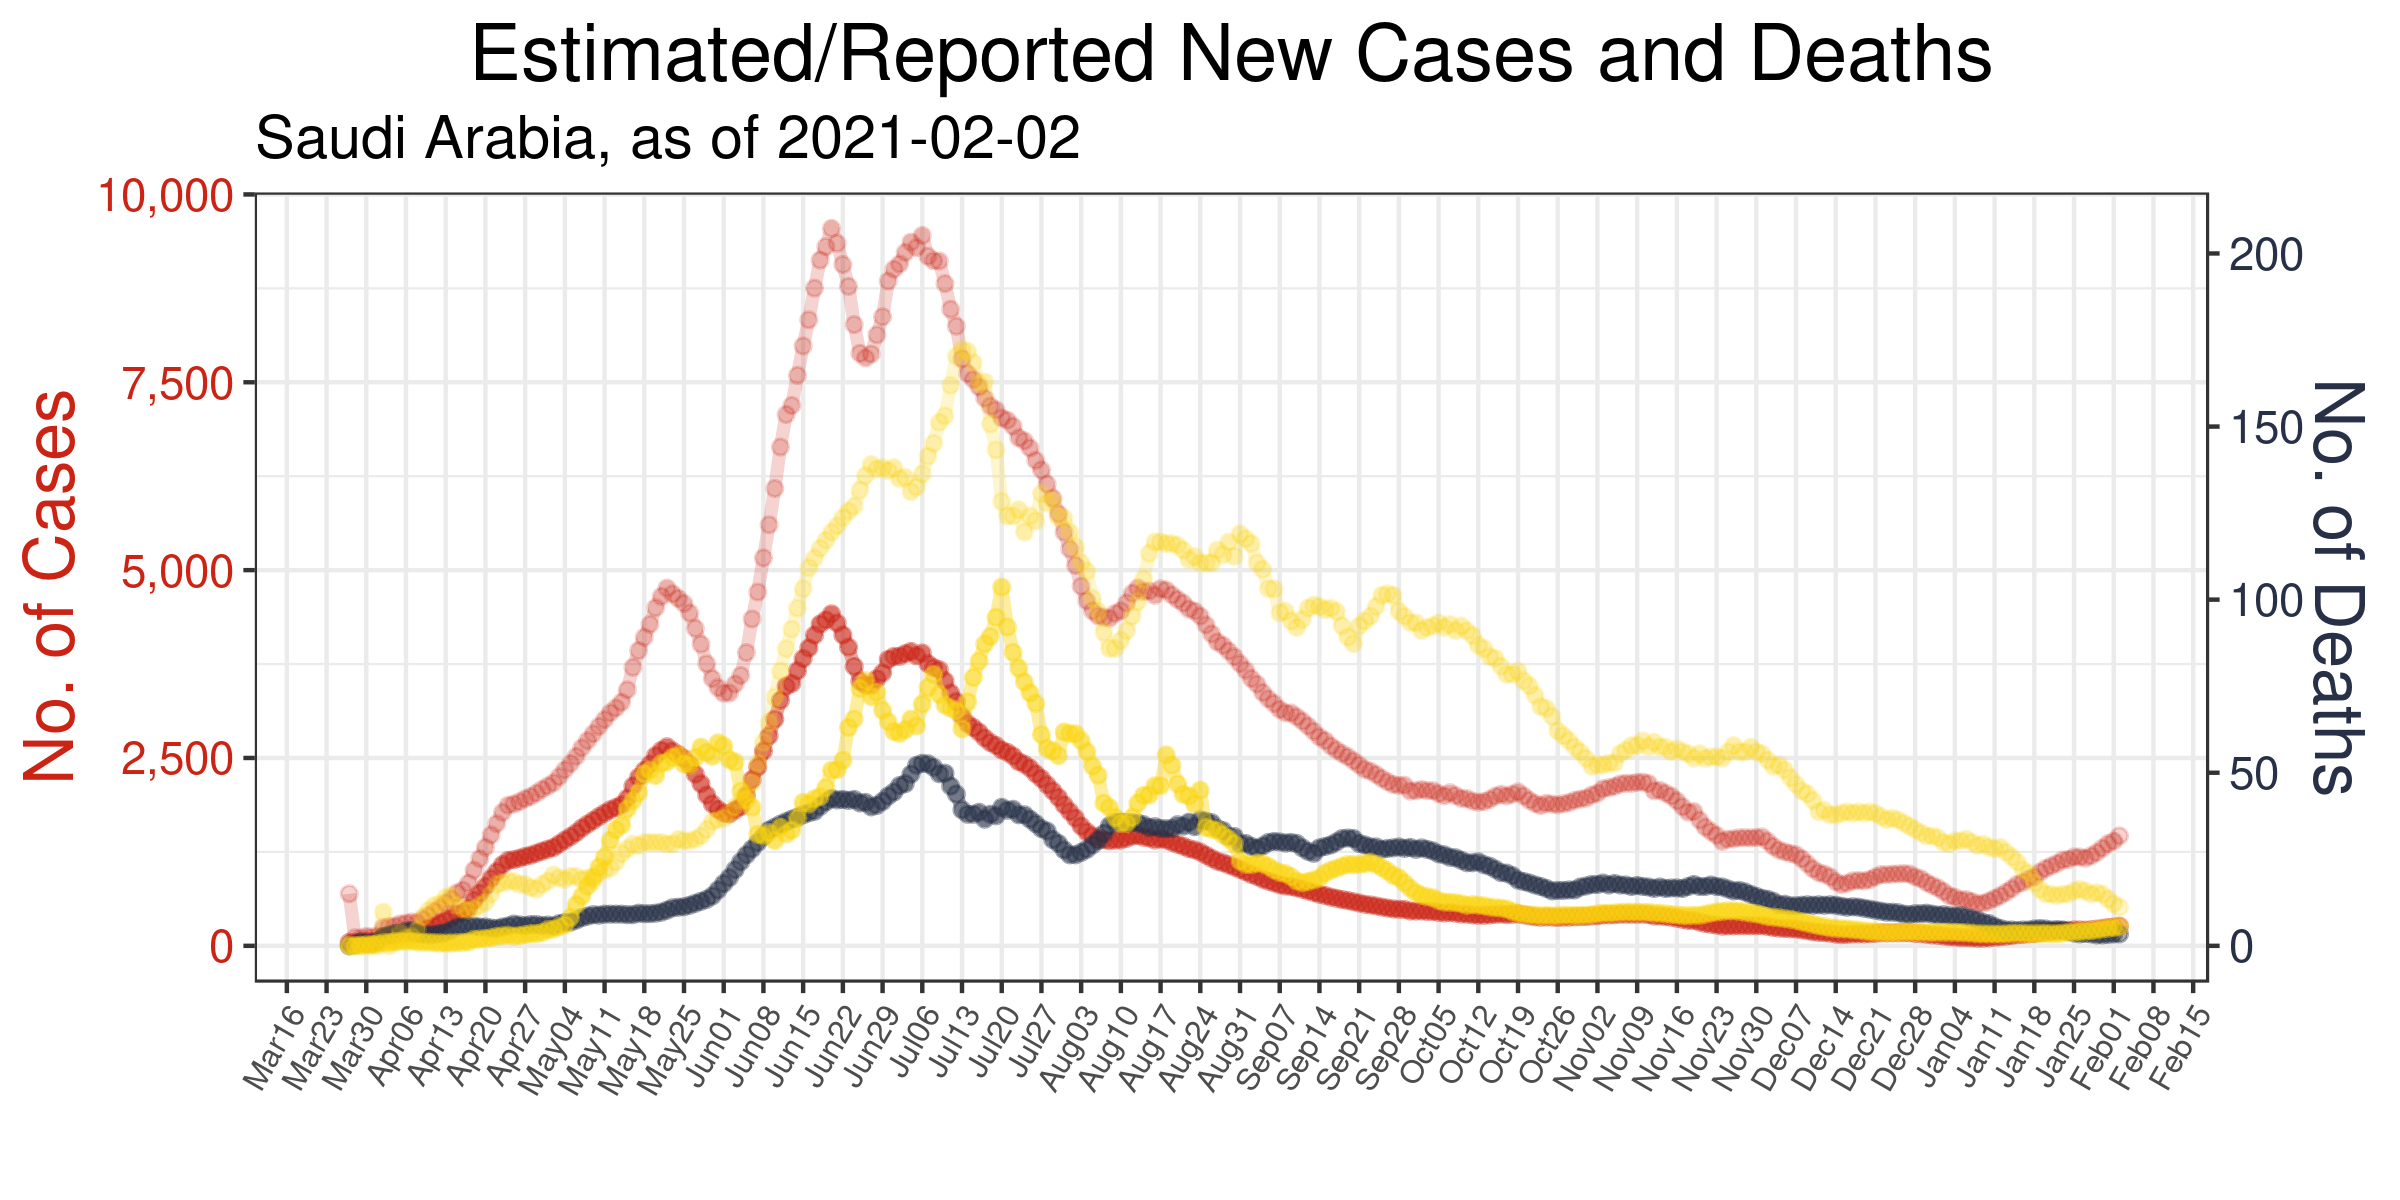 Estimated/Reported New Cases and Deaths
Saudi Arabia, as of 2021-02-02
No. of Cases
10,000
7,500
5,000
2,500
0
200
150
100
50
0
No. of Deaths
Mar16
Mar23
Mar30
Apr06
Apr13
Apr20
Apr27
May04
May11
May18
May25
Jun01
Jun08
Jun15
Jun22
Jun29
Jul06
Jul13
Jul20
Jul27
Aug03
Aug10
Aug17
Aug24
Aug31
Sep07
Sep14
Sep21
Sep28
Oct05
Oct12
Oct19
Oct26
Nov02
Nov09
Nov16
Nov23
Nov30
Dec07
Dec14
Dec21
Dec28
Jan04
Jan11
Jan18
Jan25
Feb01
Feb08
Feb15